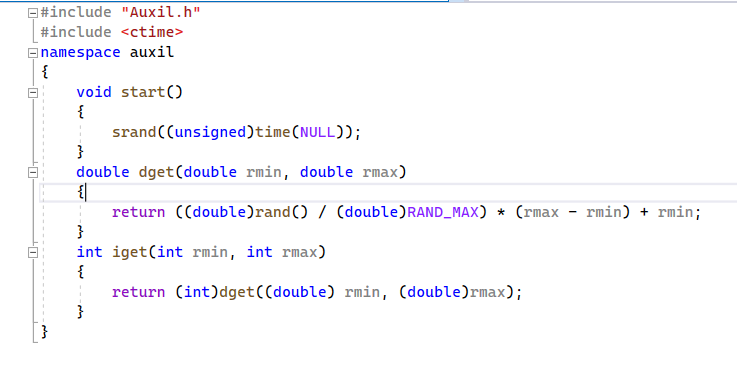 #include "Auxil.h"
#include <ctime>
namespace auxil
{
    void start()
    {
        srand((unsigned)time(NULL));
    }
    double dget(double rmin, double rmax)
    {
        return ((double)rand() / (double)RAND_MAX) * (rmax - rmin) + rmin;
    }
    int iget(int rmin, int rmax)
    {
        return (int)dget((double) rmin, (double)rmax);
    }
}